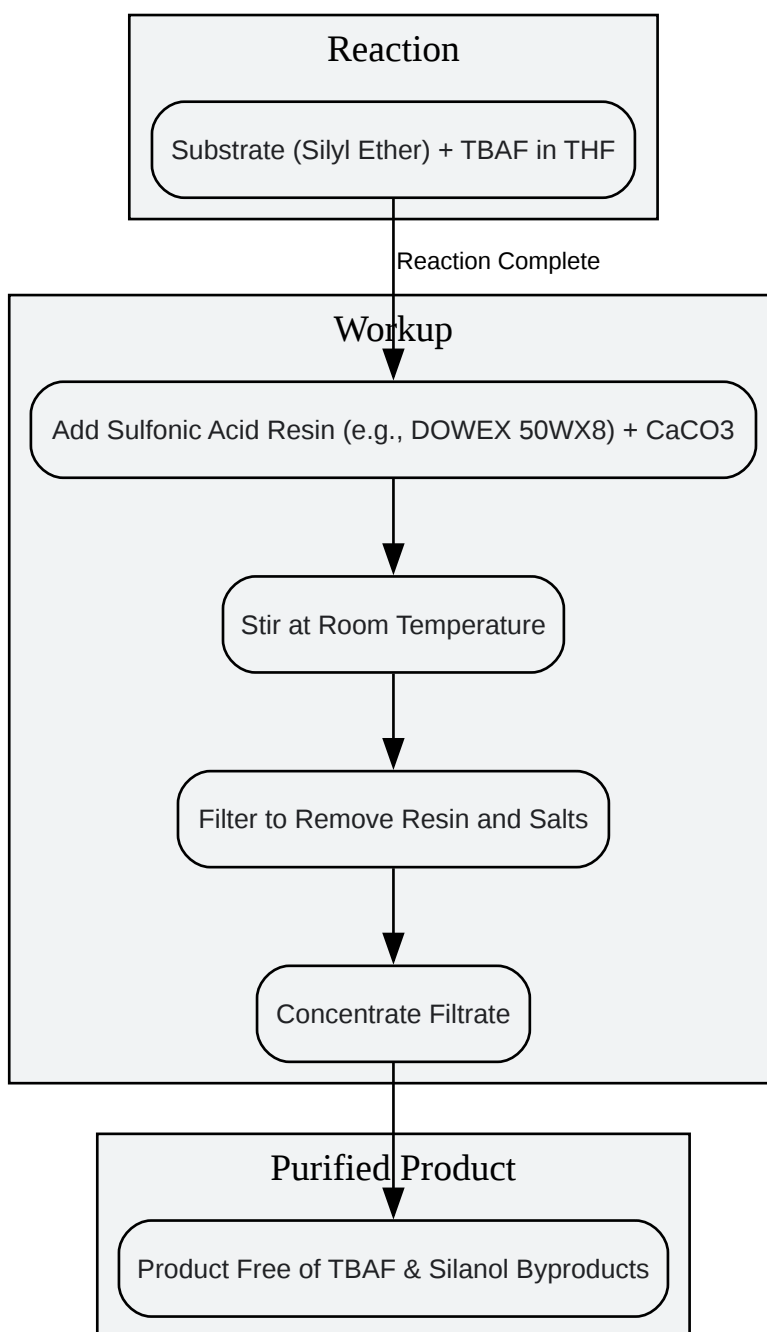 Reaction
Substrate (Silyl Ether) + TBAF in THF
Reaction Complete
Workup
Add Sulfonic Acid Resin (e.g., DOWEX 50WX8) + CaCO3
Stir at Room Temperature
Filter to Remove Resin and Salts
Concentrate Filtrate
Purified Product
Product Free of TBAF & Silanol Byproducts